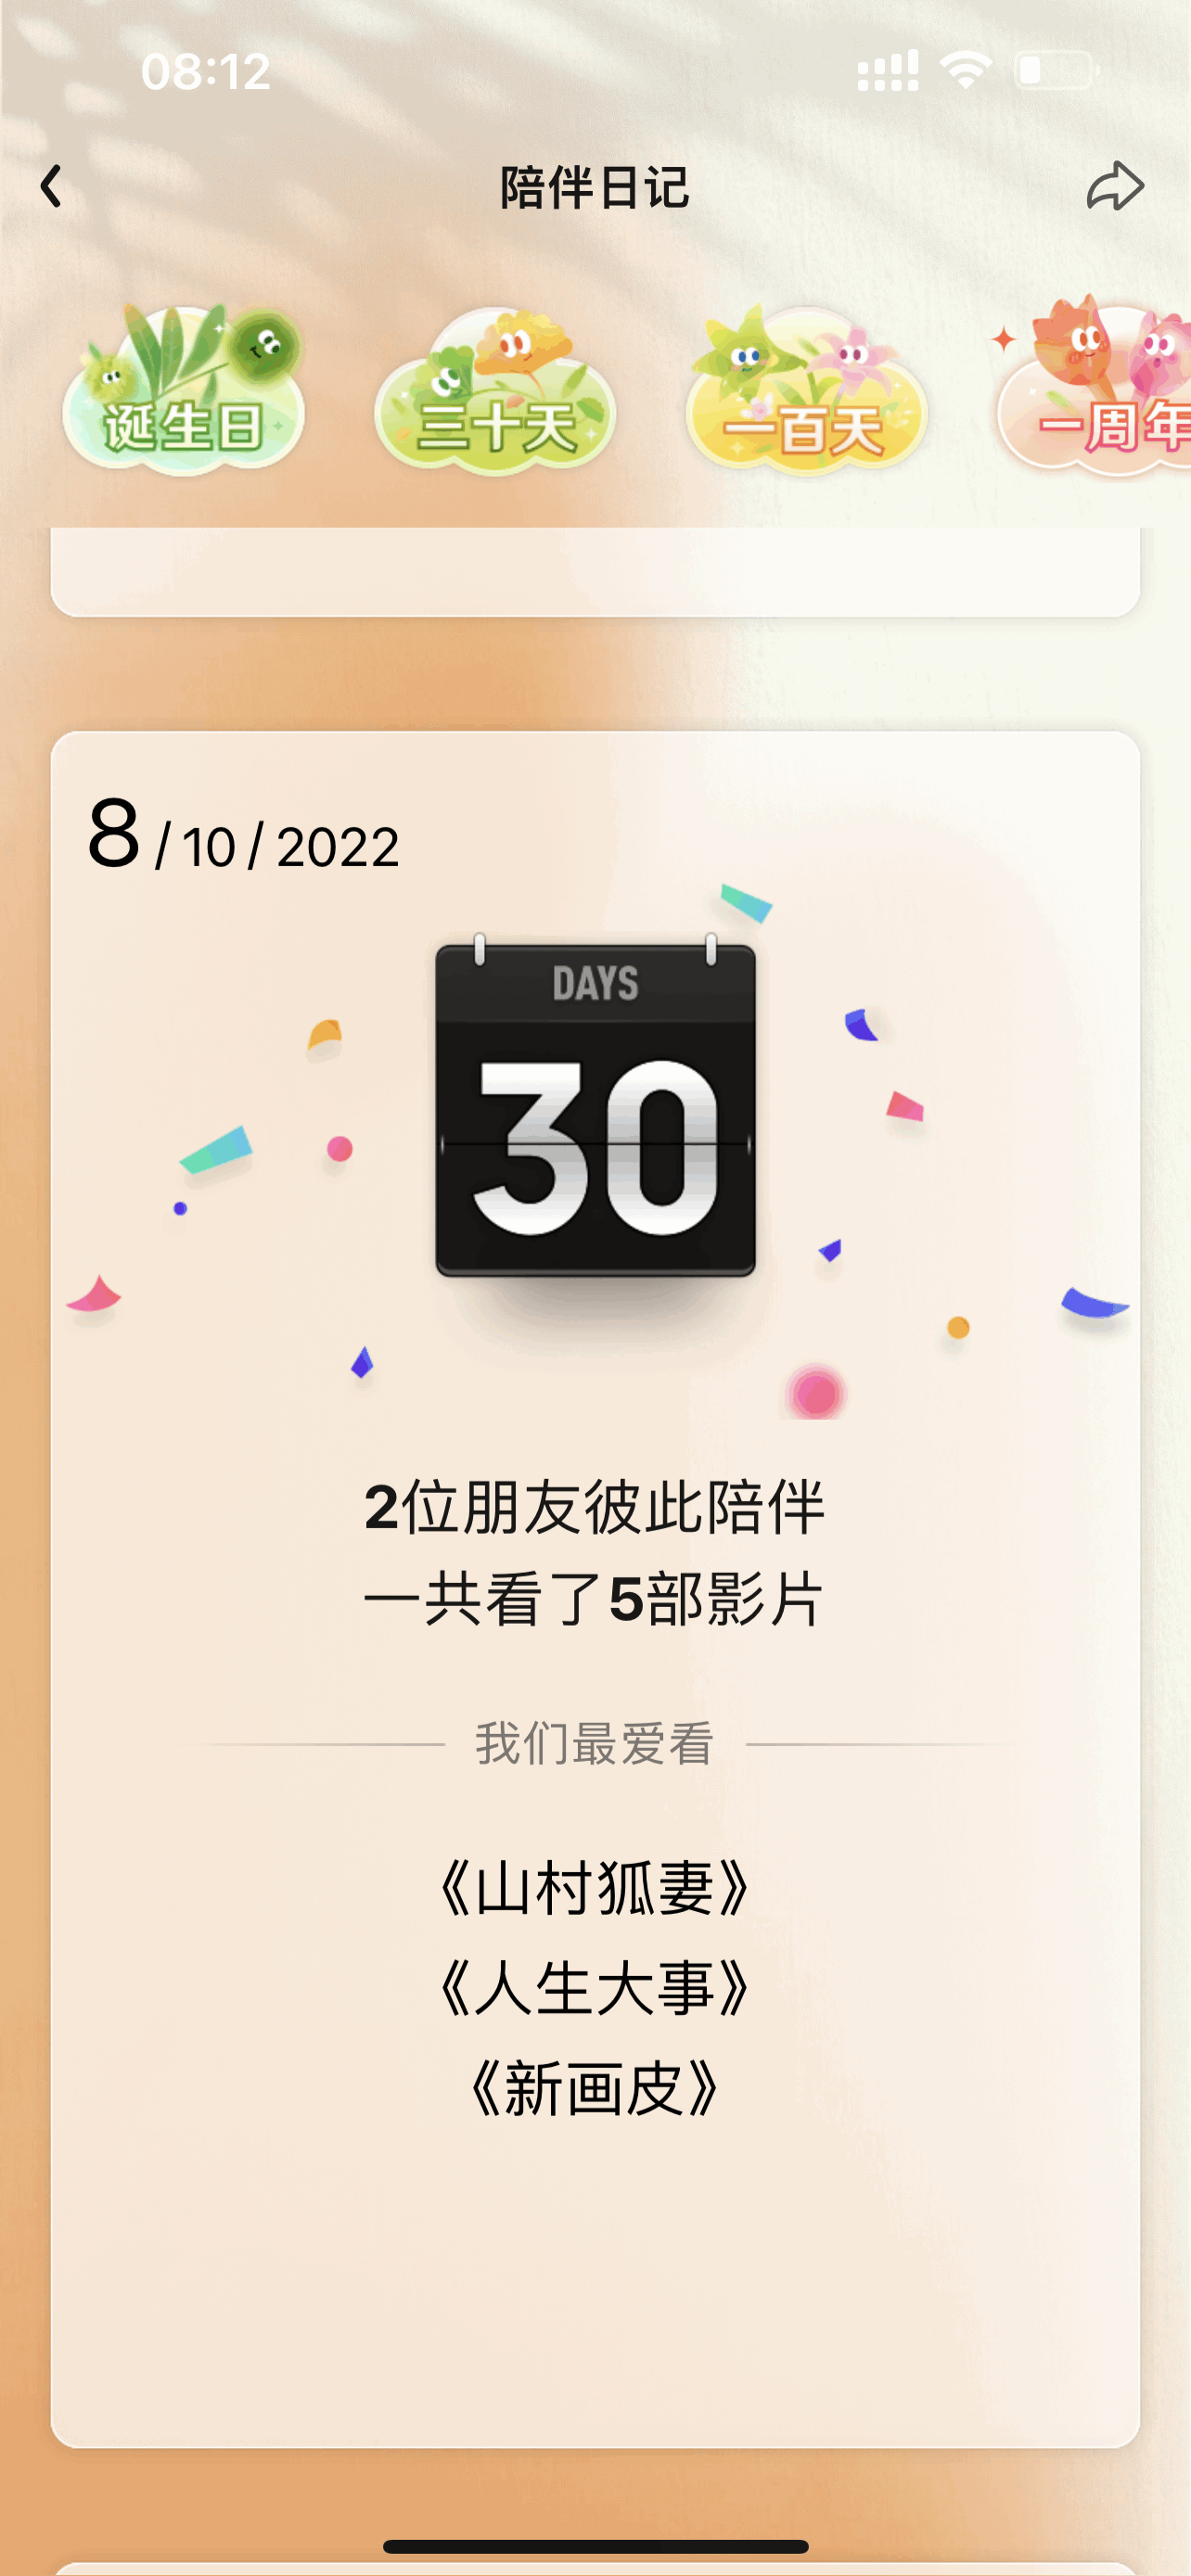 08:12
陪伴日记
诞生日
三十天
一百天
一周年
8 / 10 / 2022
DAYS
30
2位朋友彼此陪伴
一共看了5部影片
我们最爱看
《山村狐妻》
《人生大事》
《新画皮》